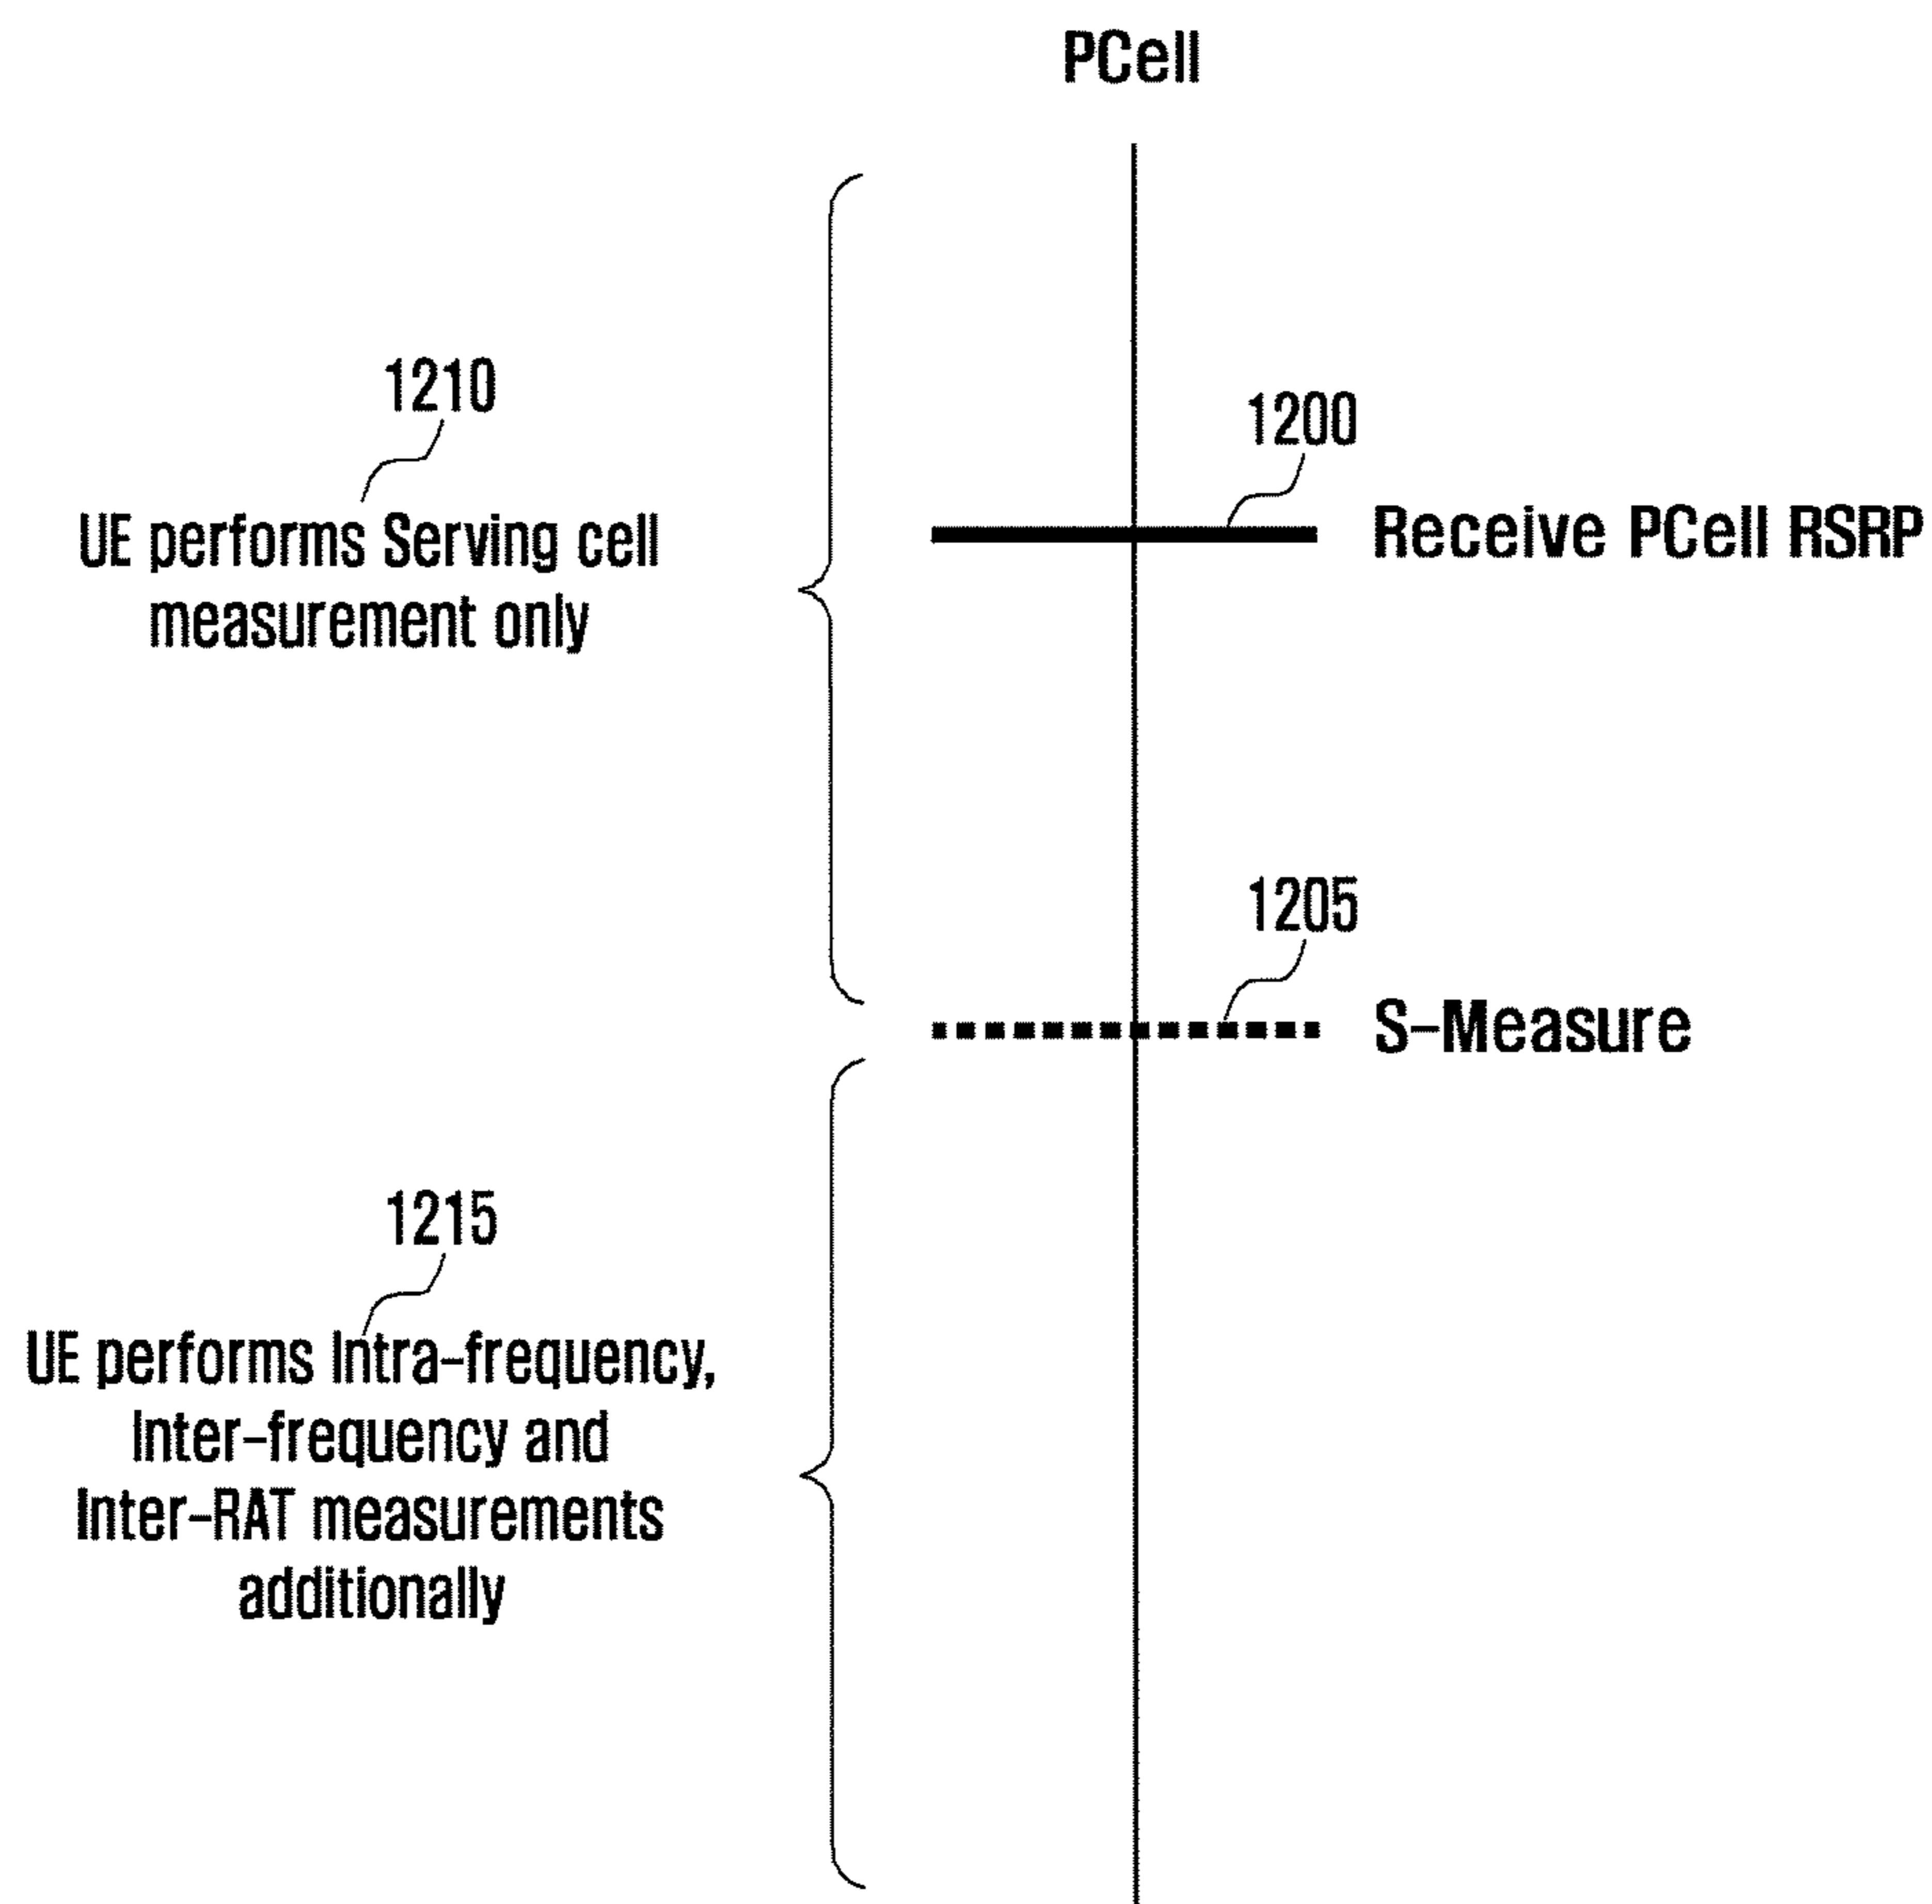 PCell
1210
1200
UE performs Serving cell
measurement only
Receive PCell RSRP
1205
S-Measure
1215
UE performs Intra-frequency,
Inter-frequency and
Inter-RAT measurements
additionally